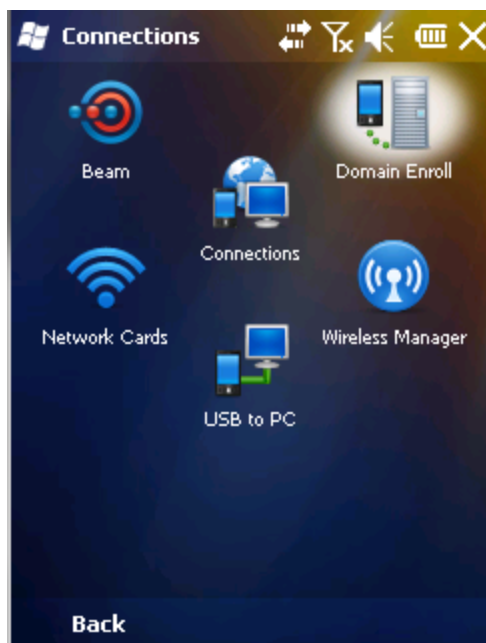 Connections
Beam
Domain Enroll
Connections
Network Cards
Wireless Manager
USB to PC
Back